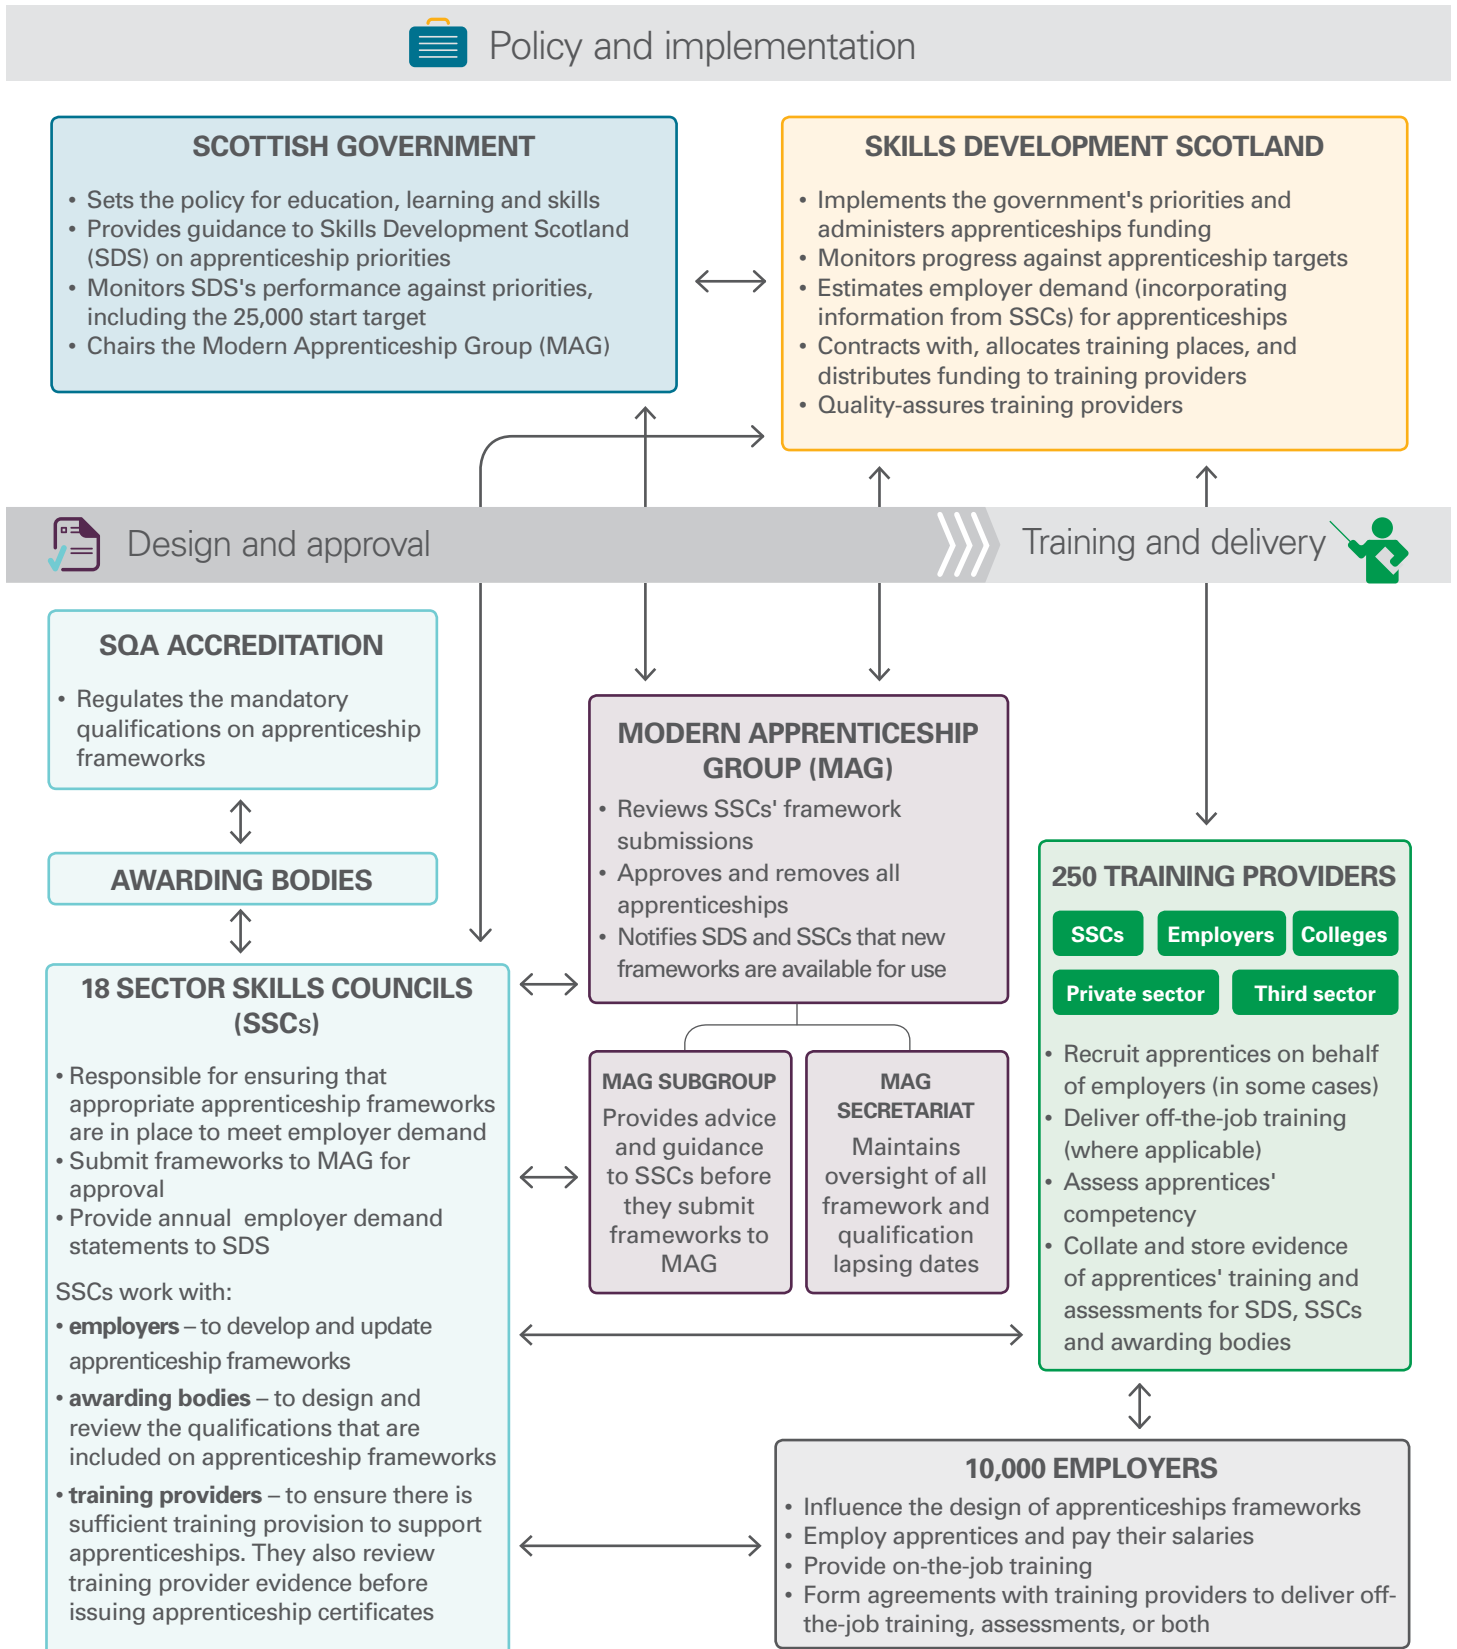 Policy and implementation
SCOTTISH GOVERNMENT
• Sets the policy for education, learning and skills
• Provides guidance to Skills Development Scotland
(SDS) on apprenticeship priorities
• Monitors SDS's performance against priorities,
including the 25,000 start target
• Chairs the Modern Apprenticeship Group (MAG)
SKILLS DEVELOPMENT SCOTLAND
• Implements the government's priorities and
administers apprenticeships funding
• Monitors progress against apprenticeship targets
• Estimates employer demand (incorporating
information from SSCs) for apprenticeships
• Contracts with, allocates training places, and
distributes funding to training providers
• Quality-assures training providers
Design and approval
Training and delivery
SQA ACCREDITATION
• Regulates the mandatory
qualifications on apprenticeship
frameworks
AWARDING BODIES
18 SECTOR SKILLS COUNCILS
(SSCs)
• Responsible for ensuring that
appropriate apprenticeship frameworks
are in place to meet employer demand
• Submit frameworks to MAG for
approval
• Provide annual employer demand
statements to SDS
SSCs work with:
• employers – to develop and update
apprenticeship frameworks
• awarding bodies – to design and
review the qualifications that are
included on apprenticeship frameworks
• training providers – to ensure there is
sufficient training provision to support
apprenticeships. They also review
training provider evidence before
issuing apprenticeship certificates
MODERN APPRENTICESHIP
GROUP (MAG)
• Reviews SSCs' framework
submissions
• Approves and removes all
apprenticeships
• Notifies SDS and SSCs that new
frameworks are available for use
MAG SUBGROUP
Provides advice
and guidance
to SSCs before
they submit
frameworks to
MAG
MAG
SECRETARIAT
Maintains
oversight of all
framework and
qualification
lapsing dates
250 TRAINING PROVIDERS
SSCs
Employers
Colleges
Private sector
Third sector
• Recruit apprentices on behalf
of employers (in some cases)
• Deliver off-the-job training
(where applicable)
• Assess apprentices'
competency
• Collate and store evidence
of apprentices' training and
assessments for SDS, SSCs
and awarding bodies
10,000 EMPLOYERS
• Influence the design of apprenticeships frameworks
• Employ apprentices and pay their salaries
• Provide on-the-job training
• Form agreements with training providers to deliver off-
the-job training, assessments, or both